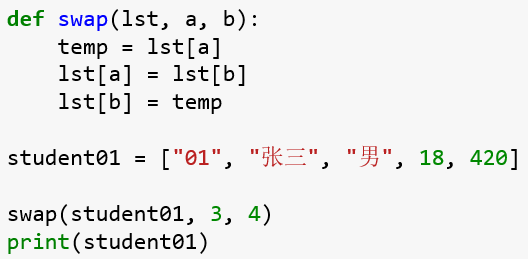 def swap(lst, a, b):
    temp = lst[a]
    lst[a] = lst[b]
    lst[b] = temp

student01 = ["01", "张三", "男", 18, 420]

swap(student01, 3, 4)
print(student01)